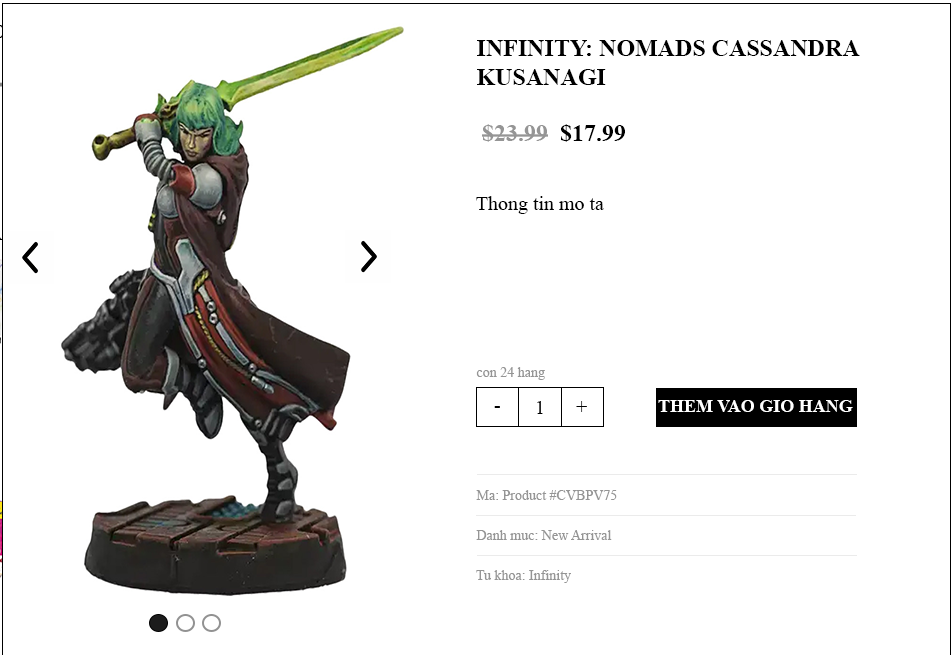 INFINITY: NOMADS CASSANDRA
KUSANAGI
$23.99 $17.99
Thong tin mo ta
con 24 hang
- 1 +
THEM VAO GIO HANG
Ma: Product #CVBPV75
Danh muc: New Arrival
Tu khoa: Infinity